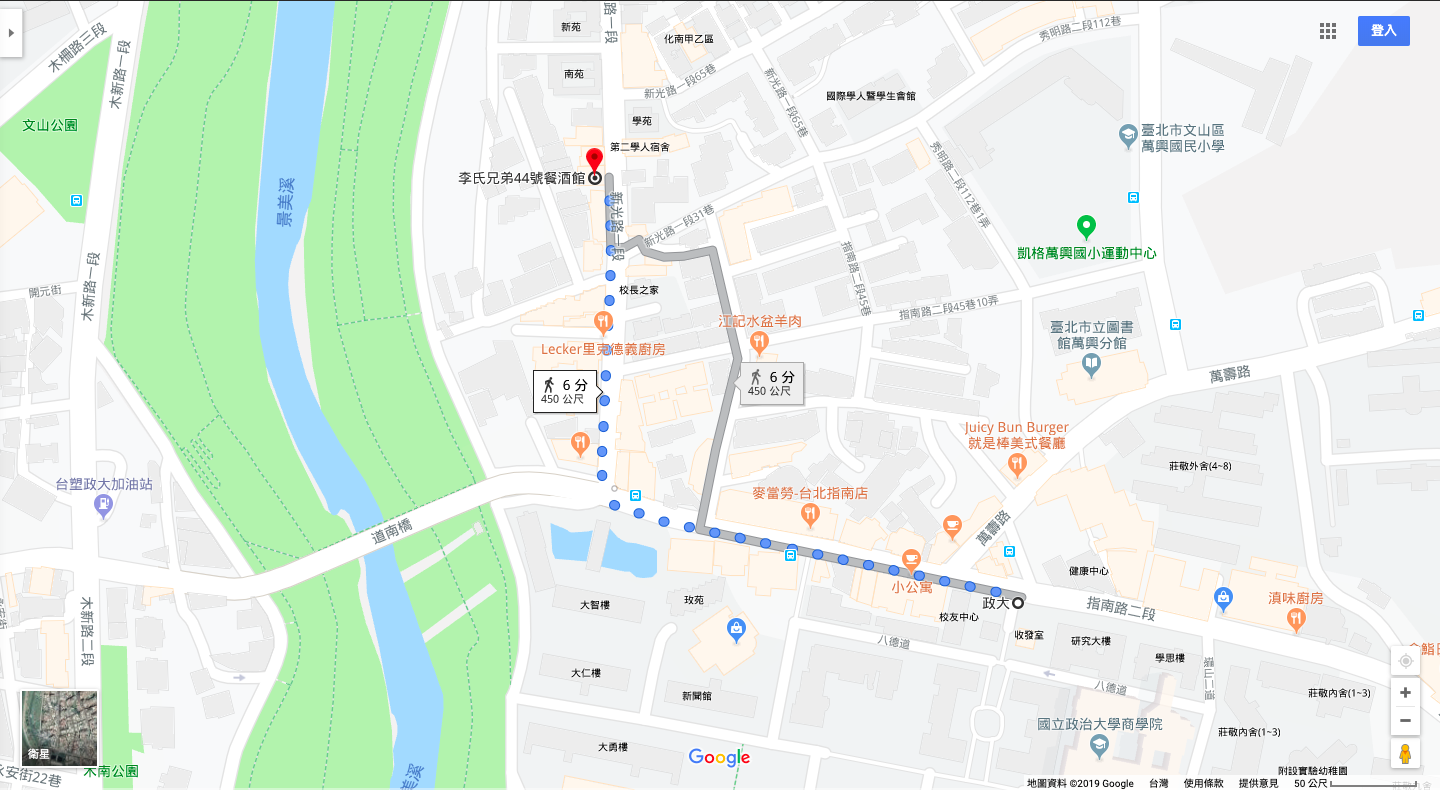 木柵路三段
木新路一段
新苑
路一段
化南甲乙區
秀明路二段112巷
登入
南苑
新光路一段65巷
新光路一段65巷
國際學人暨學生會館
文山公園
學苑
第二學人宿舍
臺北市文山區
萬興國民小學
李氏兄弟44號餐酒館
秀明路二段112巷1弄
景美溪
新光路一段
新光路一段31巷
凱格萬興國小運動中心
木新路一段
開元街
校長之家
指南路二段45巷
指南路二段45巷10弄
江記水盆羊肉
臺北市立圖書
館萬興分館
Lecker里克德義廚房
6 分
450 公尺
6 分
450 公尺
萬壽路
Juicy Bun Burger
就是棒美式餐廳
莊敬外舍(4~8)
台塑政大加油站
麥當勞-台北指南店
道南橋
萬壽路
健康中心
小公寓
政大
指南路二段
滇味廚房
大智樓
玫苑
校友中心
收發室
研究大樓
木新路二段
八德道
學思樓
大仁樓
新聞館
八德道
莊敬內舍(1~3)
國立政治大學商學院
莊敬內舍(1~3)
衛星
大勇樓
Google
木南公園
永安街22巷
附設實驗幼稚園
地圖資料 ©2019 Google
台灣
使用條款
提供意見
50 公尺